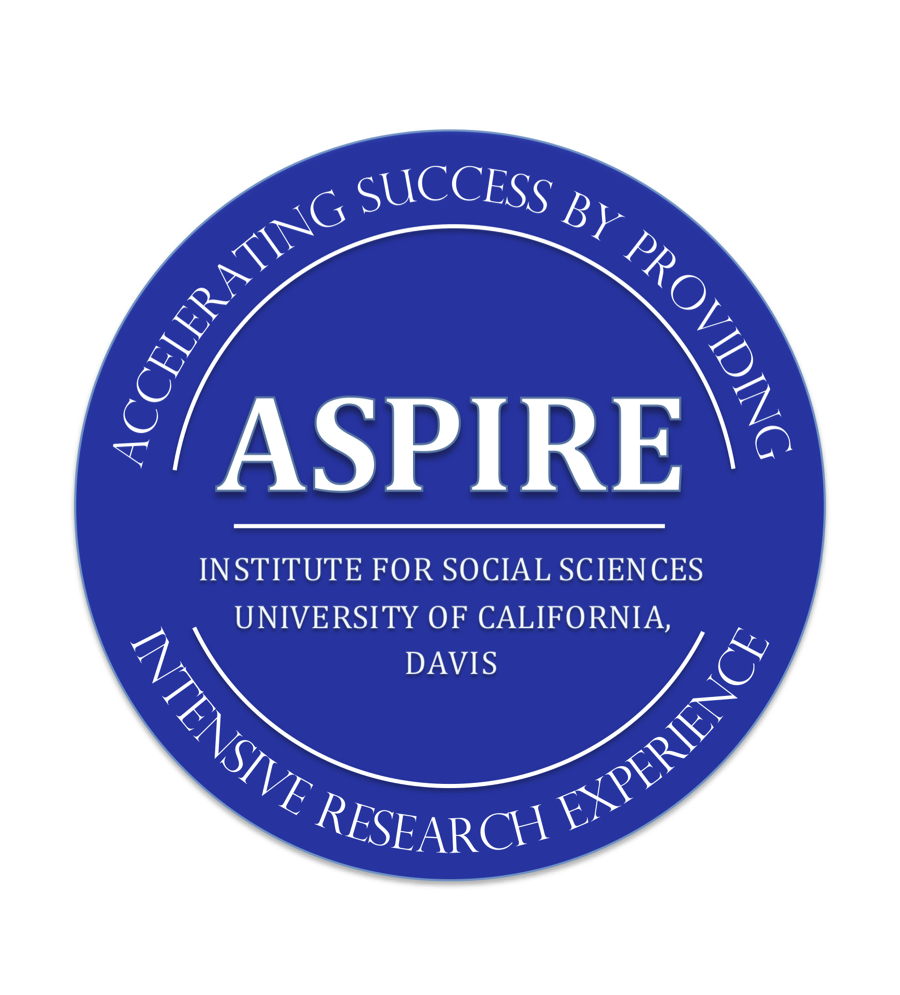 ACCELERATING SUCCESS BY PROVIDING
ASPIRE
INSTITUTE FOR SOCIAL SCIENCES
UNIVERSITY OF CALIFORNIA,
DAVIS
INTENSIVE RESEARCH EXPERIENCE